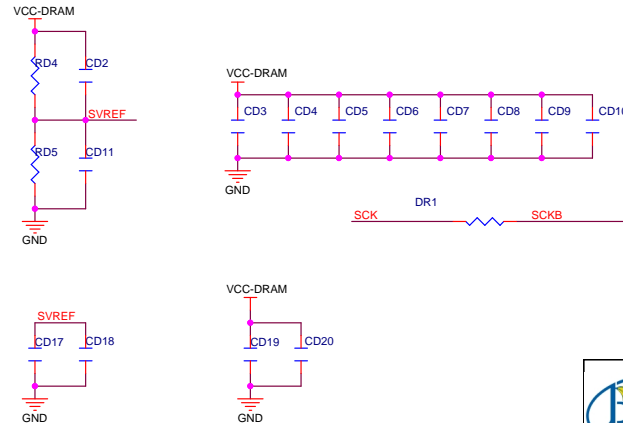 VCC-DRAM
RD4
CD2
SVREF
RD5
CD11
GND
VCC-DRAM
CD3
CD4
CD5
CD6
CD7
CD8
CD9
CD10
GND
DR1
SCK
SCKB
SVREF
CD17
CD18
GND
VCC-DRAM
CD19
CD20
GND